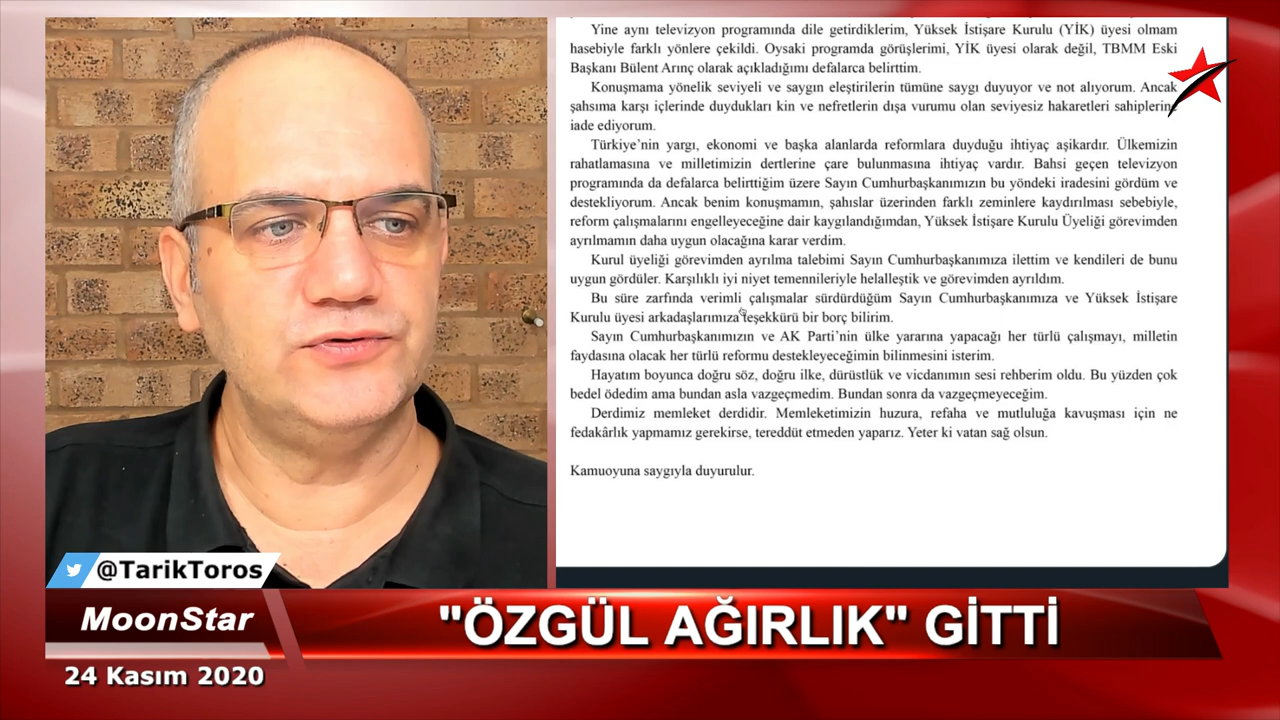 Yine aynı televizyon programında dile getirdiklerim, Yüksek İstişare Kurulu (YİK) üyesi olmam
hasebiyle farklı yönlere çekildi. Oysaki programda görüşlerimi, YİK üyesi olarak değil, TBMM Eski
Başkanı Bülent Arınç olarak açıkladığımı defalarca belirttim.
Konuşmama yönelik seviyeli ve saygın eleştirilerin tümüne saygı duyuyor ve not alıyorum. Ancak
şahsıma karşı içlerinde duydukları kin ve nefretlerin dışa vurumu olan seviyesiz hakaretleri sahiplerine
iade ediyorum.
Türkiye'nin yargı, ekonomi ve başka alanlarda reformlara duyduğu ihtiyaç aşikardır. Ülkemizin
rahatlamasına ve milletimizin dertlerine çare bulunmasına ihtiyaç vardır. Bahsi geçen televizyon
programında da defalarca belirttiğim üzere Sayın Cumhurbaşkanımızın bu yöndeki iradesini gördüm ve
destekliyorum. Ancak benim konuşmamın, şahıslar üzerinden farklı zeminlere kaydırılması sebebiyle,
reform çalışmalarını engelleyeceğine dair kaygılandığımdan, Yüksek İstişare Kurulu Üyeliği görevimden
ayrılmamın daha uygun olacağına karar verdim.
Kurul üyeliği görevimden ayrılma talebimi Sayın Cumhurbaşkanımıza ilettim ve kendileri de bunu
uygun gördüler. Karşılıklı iyi niyet temennileriyle helalleştik ve görevimden ayrıldım.
Bu süre zarfında verimli çalışmalar sürdürdüğüm Sayın Cumhurbaşkanımıza ve Yüksek İstişare
Kurulu üyesi arkadaşlarımıza teşekkürü bir borç bilirim.
Sayın Cumhurbaşkanımızın ve AK Parti'nin ülke yararına yapacağı her türlü çalışmayı, milletin
faydasına olacak her türlü reformu destekleyeceğimin bilinmesini isterim.
Hayatım boyunca doğru söz, doğru ilke, dürüstlük ve vicdanımın sesi rehberim oldu. Bu yüzden çok
bedel ödedim ama bundan asla vazgeçmedim. Bundan sonra da vazgeçmeyeceğim.
Derdimiz memleket derdidir. Memleketimizin huzura, refaha ve mutluluğa kavuşması için ne
fedakârlık yapmamız gerekirse, tereddüt etmeden yaparız. Yeter ki vatan sağ olsun.
Kamuoyuna saygıyla duyurulur.
@TarikToros
MoonStar
"ÖZGÜL AĞIRLIK" GİTTİ
24 Kasım 2020